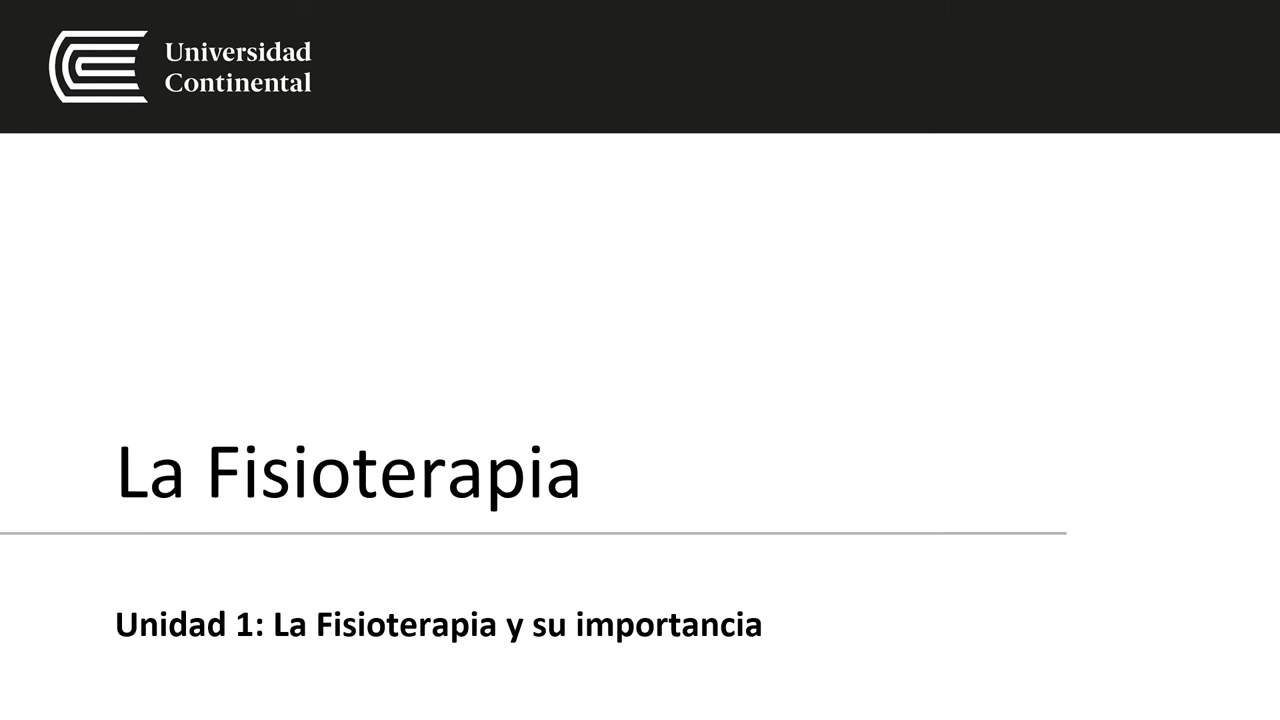 Universidad
Continental
La Fisioterapia
Unidad 1: La Fisioterapia y su importancia